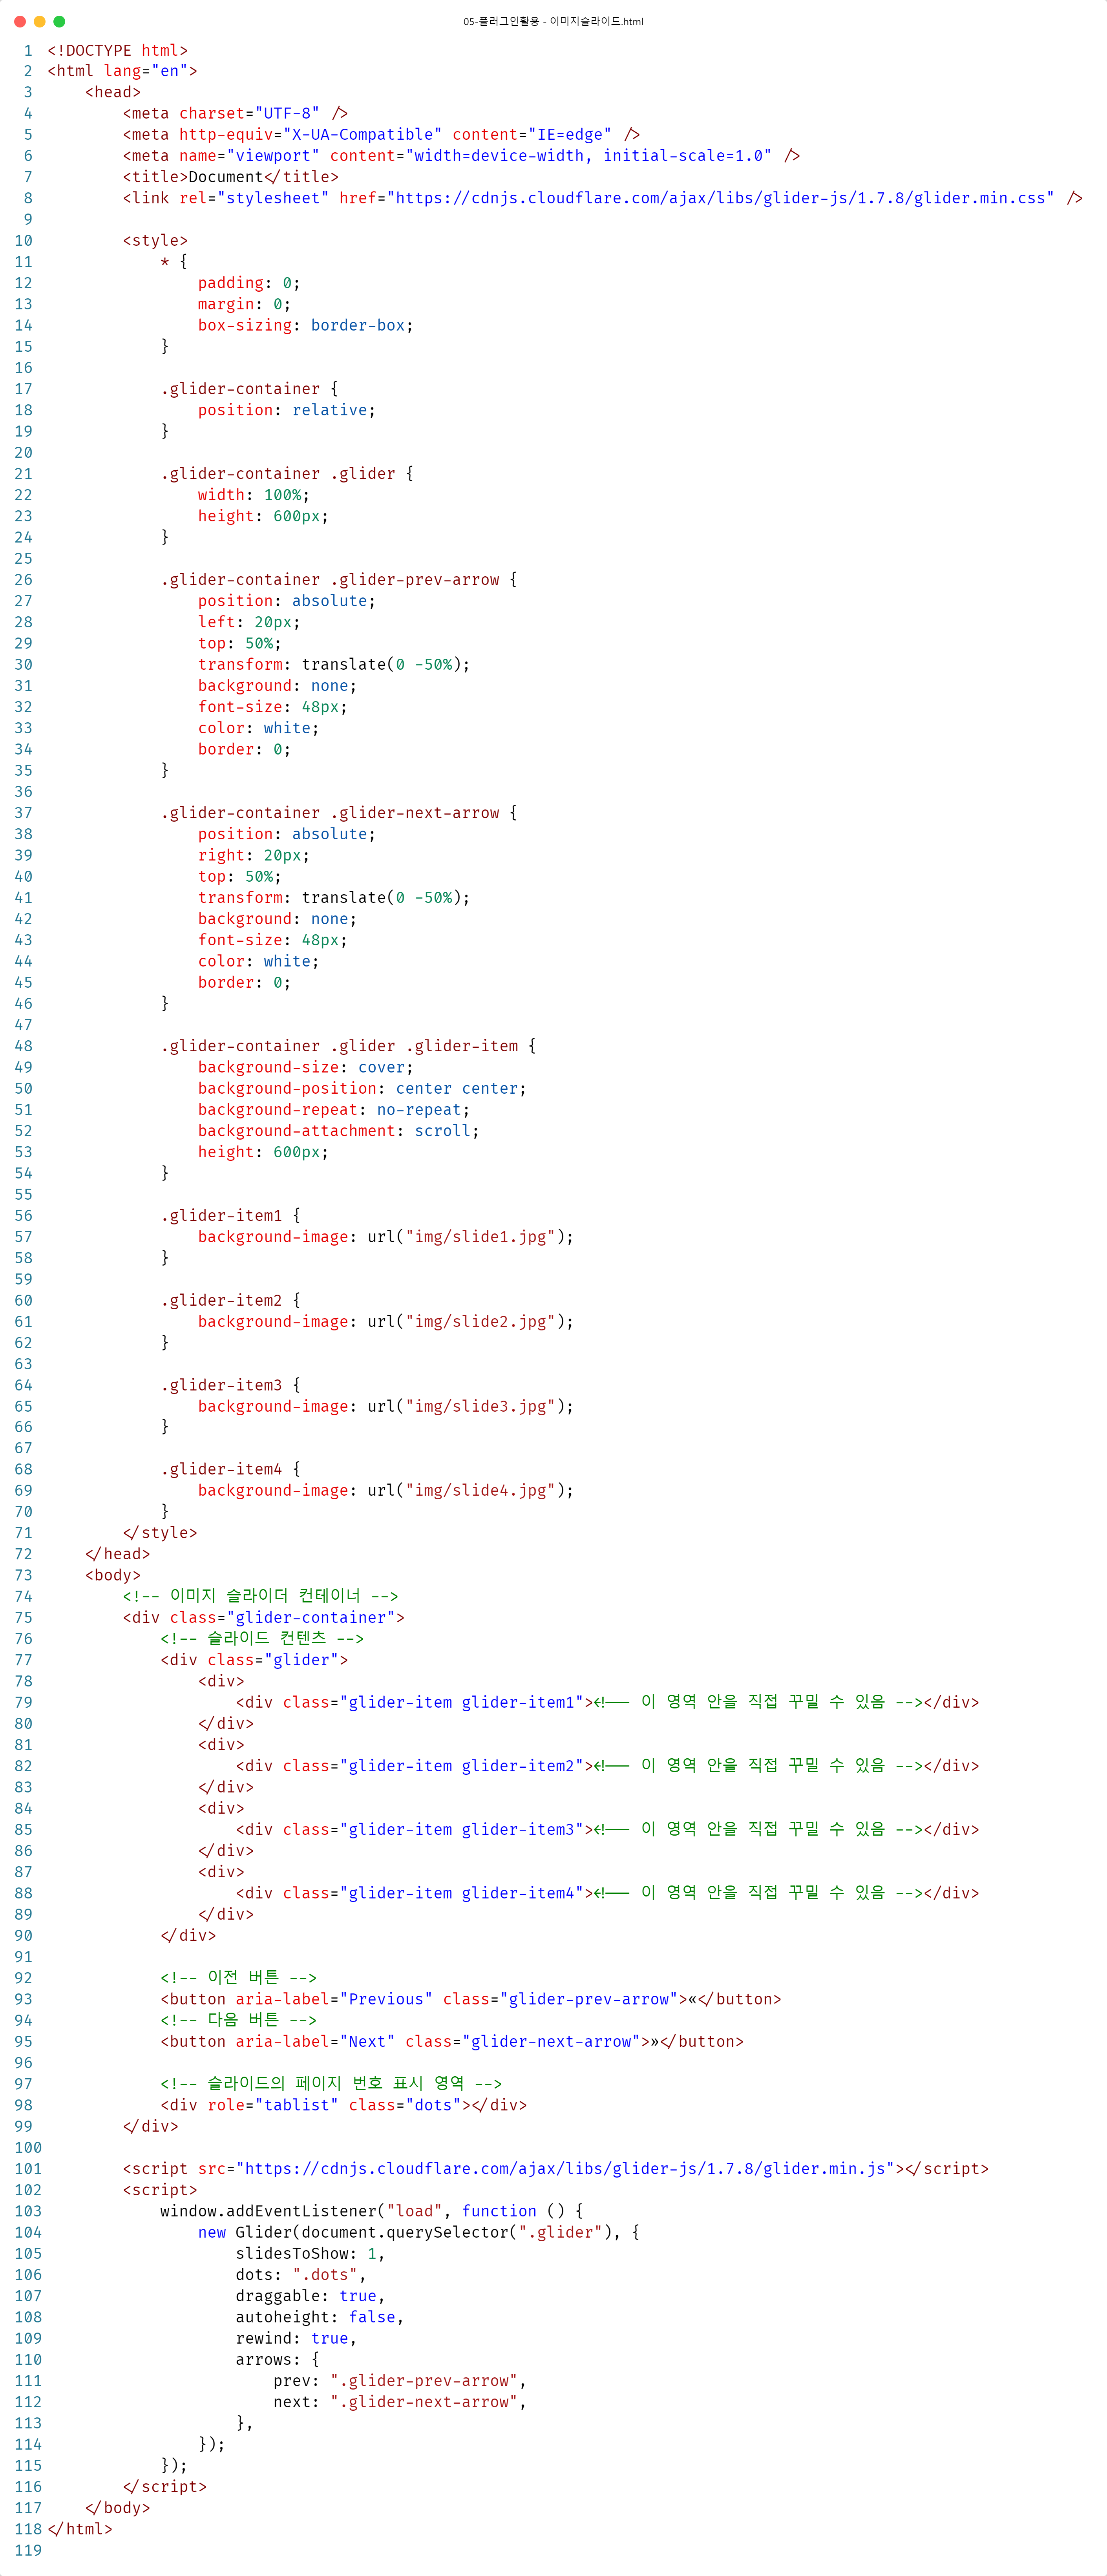 05-플러그인활용 - 이미지슬라이드.html
1 <!DOCTYPE html>
2 <html lang="en">
3     <head>
4         <meta charset="UTF-8" />
5         <meta http-equiv="X-UA-Compatible" content="IE=edge" />
6         <meta name="viewport" content="width=device-width, initial-scale=1.0" />
7         <title>Document</title>
8         <link rel="stylesheet" href="https://cdnjs.cloudflare.com/ajax/libs/glider-js/1.7.8/glider.min.css" />
9
10         <style>
11             * {
12                 padding: 0;
13                 margin: 0;
14                 box-sizing: border-box;
15             }
16
17             .glider-container {
18                 position: relative;
19             }
20
21             .glider-container .glider {
22                 width: 100%;
23                 height: 600px;
24             }
25
26             .glider-container .glider-prev-arrow {
27                 position: absolute;
28                 left: 20px;
29                 top: 50%;
30                 transform: translate(0 -50%);
31                 background: none;
32                 font-size: 48px;
33                 color: white;
34                 border: 0;
35             }
36
37             .glider-container .glider-next-arrow {
38                 position: absolute;
39                 right: 20px;
40                 top: 50%;
41                 transform: translate(0 -50%);
42                 background: none;
43                 font-size: 48px;
44                 color: white;
45                 border: 0;
46             }
47
48             .glider-container .glider .glider-item {
49                 background-size: cover;
50                 background-position: center center;
51                 background-repeat: no-repeat;
52                 background-attachment: scroll;
53                 height: 600px;
54             }
55
56             .glider-item1 {
57                 background-image: url("img/slide1.jpg");
58             }
59
60             .glider-item2 {
61                 background-image: url("img/slide2.jpg");
62             }
63
64             .glider-item3 {
65                 background-image: url("img/slide3.jpg");
66             }
67
68             .glider-item4 {
69                 background-image: url("img/slide4.jpg");
70             }
71         </style>
72     </head>
73     <body>
74         <!-- 이미지 슬라이더 컨테이너 -->
75         <div class="glider-container">
76             <!-- 슬라이드 컨텐츠 -->
77             <div class="glider">
78                 <div>
79                     <div class="glider-item glider-item1"><!-- 이 영역 안을 직접 꾸밀 수 있음 --></div>
80                 </div>
81                 <div>
82                     <div class="glider-item glider-item2"><!-- 이 영역 안을 직접 꾸밀 수 있음 --></div>
83                 </div>
84                 <div>
85                     <div class="glider-item glider-item3"><!-- 이 영역 안을 직접 꾸밀 수 있음 --></div>
86                 </div>
87                 <div>
88                     <div class="glider-item glider-item4"><!-- 이 영역 안을 직접 꾸밀 수 있음 --></div>
89                 </div>
90             </div>
91
92             <!-- 이전 버튼 -->
93             <button aria-label="Previous" class="glider-prev-arrow">«</button>
94             <!-- 다음 버튼 -->
95             <button aria-label="Next" class="glider-next-arrow">»</button>
96
97             <!-- 슬라이드의 페이지 번호 표시 영역 -->
98             <div role="tablist" class="dots"></div>
99         </div>
100
101         <script src="https://cdnjs.cloudflare.com/ajax/libs/glider-js/1.7.8/glider.min.js"></script>
102         <script>
103             window.addEventListener("load", function () {
104                 new Glider(document.querySelector(".glider"), {
105                     slidesToShow: 1,
106                     dots: ".dots",
107                     draggable: true,
108                     autoheight: false,
109                     rewind: true,
110                     arrows: {
111                         prev: ".glider-prev-arrow",
112                         next: ".glider-next-arrow",
113                     },
114                 });
115             });
116         </script>
117     </body>
118 </html>
119